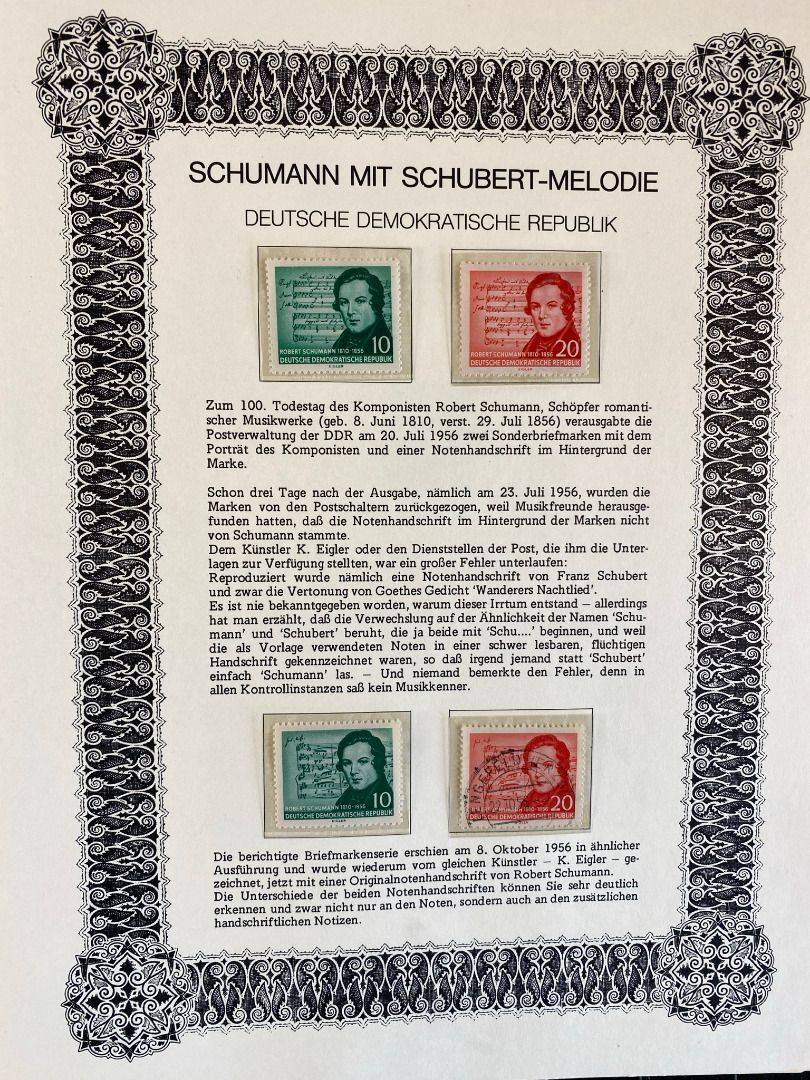 SCHUMANN MIT SCHUBERT-MELODIE
DEUTSCHE DEMOKRATISCHE REPUBLIK
10
ROBERT SCHUMANN 1810-1856
DEUTSCHE DEMOKRATISCHE REPUBLIK
EIGLER
20
ROBERT SCHUMANN 1810-1856
DEUTSCHE DEMOKRATISCHE REPUBLIK
EIGLER
Zum 100. Todestag des Komponisten Robert Schumann, Schöpfer romanti-
scher Musikwerke (geb. 8. Juni 1810, verst. 29. Juli 1856) verausgabte die
Postverwaltung der DDR am 20. Juli 1956 zwei Sonderbriefmarken mit dem
Porträt des Komponisten und einer Notenhandschrift im Hintergrund der
Marke.
Schon drei Tage nach der Ausgabe, nämlich am 23. Juli 1956, wurden die
Marken von den Postschaltern zurückgezogen, weil Musikfreunde herausge-
funden hatten, daß die Notenhandschrift im Hintergrund der Marken nicht
von Schumann stammte.
Dem Künstler K. Eigler oder den Dienststellen der Post, die ihm die Unter-
lagen zur Verfügung stellten, war ein großer Fehler unterlaufen:
Reproduziert wurde nämlich eine Notenhandschrift von Franz Schubert
und zwar die Vertonung von Goethes Gedicht ‘Wanderers Nachtlied’.
Es ist nie bekanntgegeben worden, warum dieser Irrtum entstand – allerdings
hat man erzählt, daß die Verwechslung auf der Ähnlichkeit der Namen ‘Schu-
mann’ und ‘Schubert’ beruht, die ja beide mit ‘Schu....’ beginnen, und weil
die als Vorlage verwendeten Noten in einer schwer lesbaren, flüchtigen
Handschrift gekennzeichnet waren, so daß irgend jemand statt ‘Schubert’
einfach ‘Schumann’ las. – Und niemand bemerkte den Fehler, denn in
allen Kontrollinstanzen saß kein Musikkenner.
10
ROBERT SCHUMANN 1810-1956
DEUTSCHE DEMOKRATISCHE REPUBLIK
EIGLER
20
ROBERT SCHUMANN
DEUTSCHE DEMOKRATISCHE REPUBLIK
EIGLER
Die berichtigte Briefmarkenserie erschien am 8. Oktober 1956 in ähnlicher
Ausführung und wurde wiederum vom gleichen Künstler – K. Eigler – ge-
zeichnet, jetzt mit einer Originalnotenhandschrift von Robert Schumann.
Die Unterschiede der beiden Notenhandschriften können Sie sehr deutlich
erkennen und zwar nicht nur an den Noten, sondern auch an den zusätzlichen
handschriftlichen Notizen.